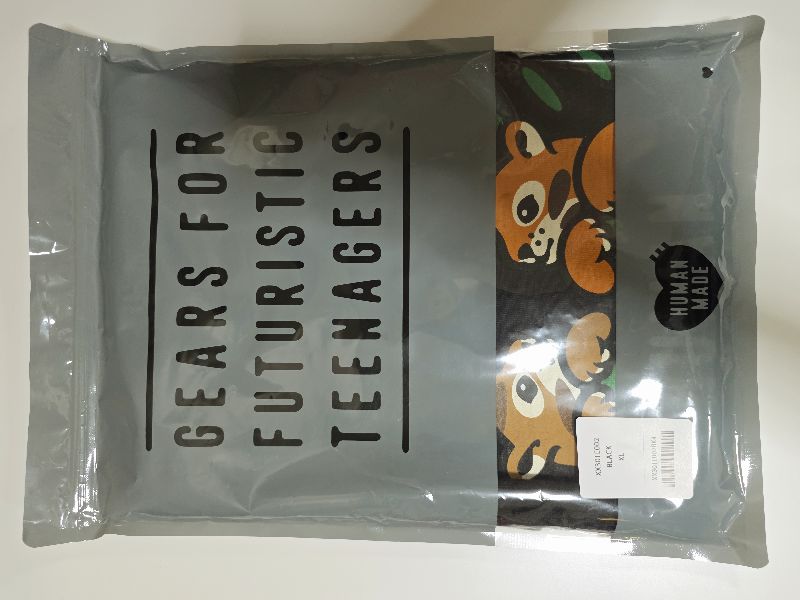 GEARS FOR
FUTURISTIC
TEENAGERS
HUMAN
MADE
BLACK
XL